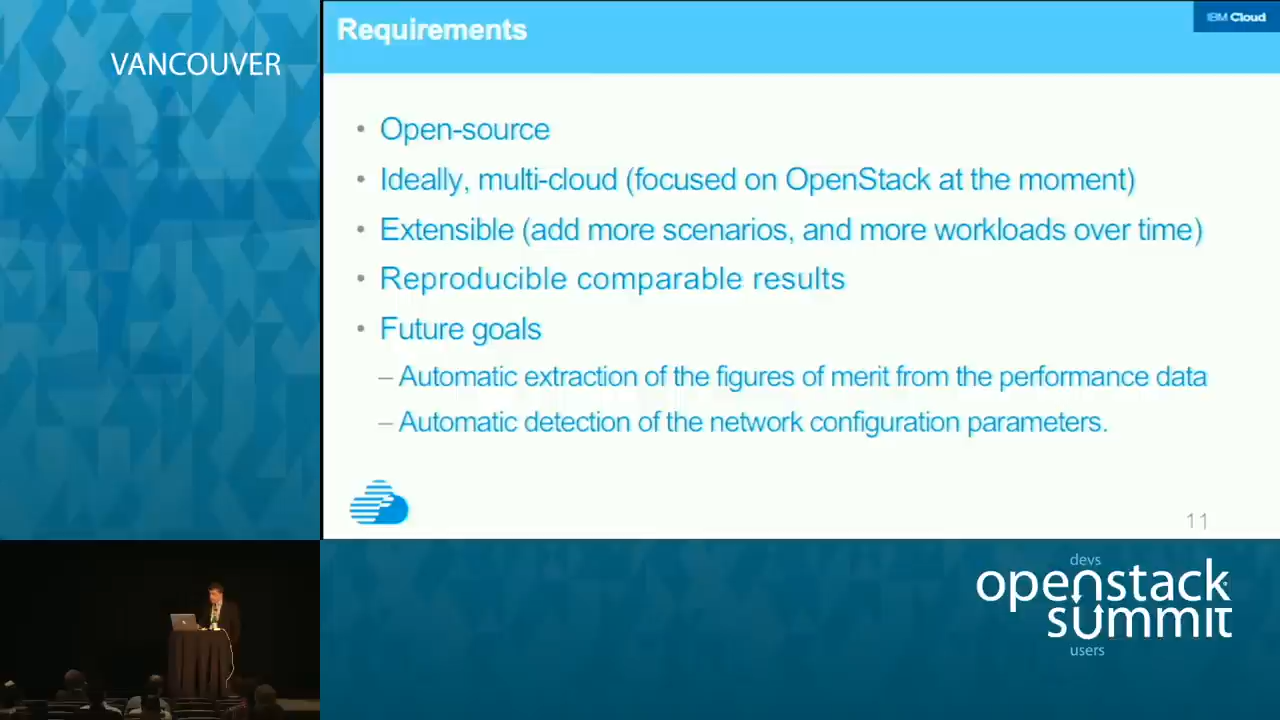 VANCOUVER
Requirements
IBM Cloud
• Open-source
• Ideally, multi-cloud (focused on OpenStack at the moment)
• Extensible (add more scenarios, and more workloads over time)
• Reproducible comparable results
• Future goals
– Automatic extraction of the figures of merit from the performance data
– Automatic detection of the network configuration parameters.
11
devs
openstack
summit
users